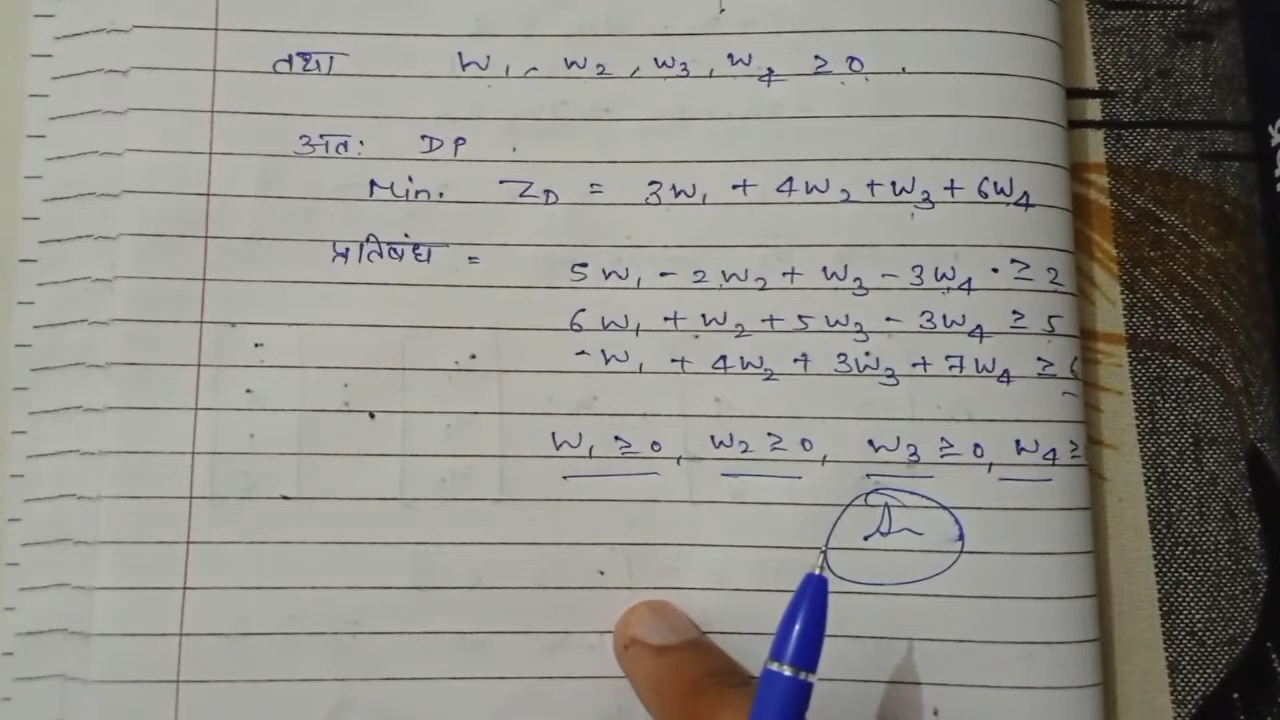 तथा W₁, W₂, W₃, W₄ ≥ 0.
अतः DP.
Min. Z_D = 3W₁ + 4W₂ + W₃ + 6W₄
प्रतिबंध =
5W₁ - 2W₂ + W₃ - 3W₄ ≥ 2
6W₁ + W₂ + 5W₃ - 3W₄ ≥ 5
-W₁ + 4W₂ + 3W₃ + 7W₄ ≥ 6
W₁ ≥ 0, W₂ ≥ 0, W₃ ≥ 0, W₄ ≥